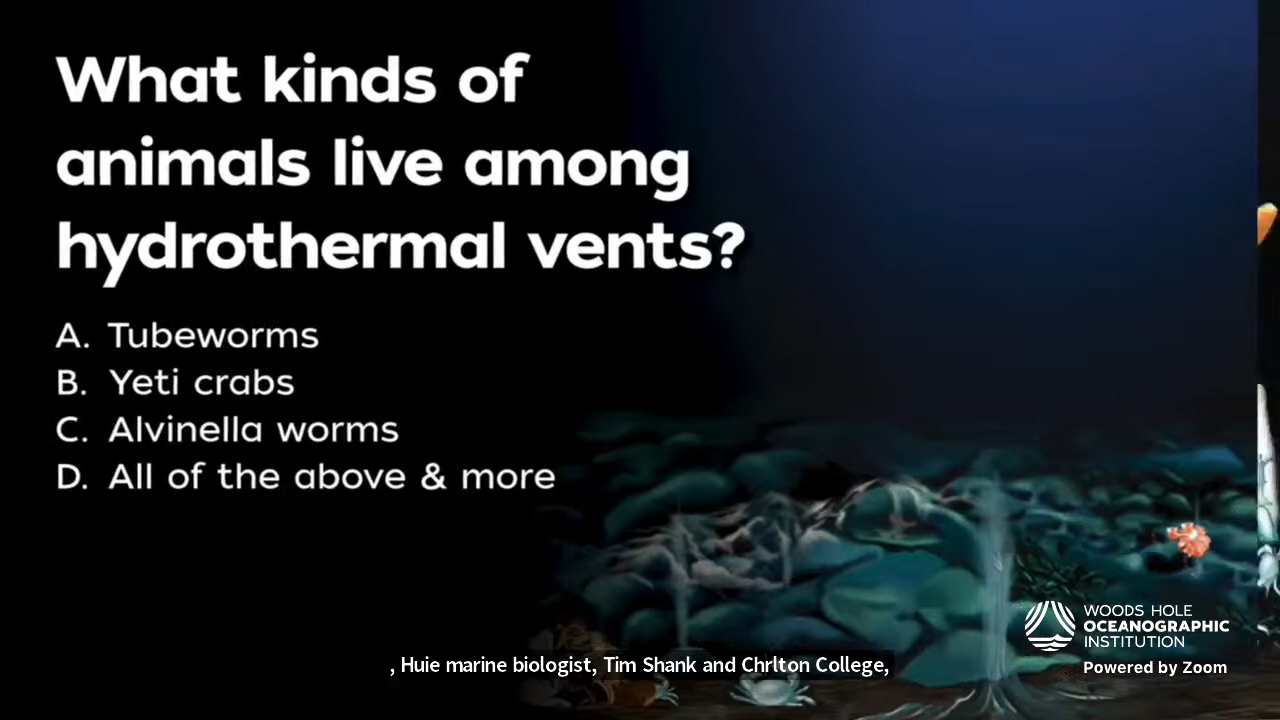 What kinds of
animals live among
hydrothermal vents?
A. Tubeworms
B. Yeti crabs
C. Alvinella worms
D. All of the above & more
WOODS HOLE
OCEANOGRAPHIC
INSTITUTION
, Huie marine biologist, Tim Shank and Chrlton College,
Powered by Zoom